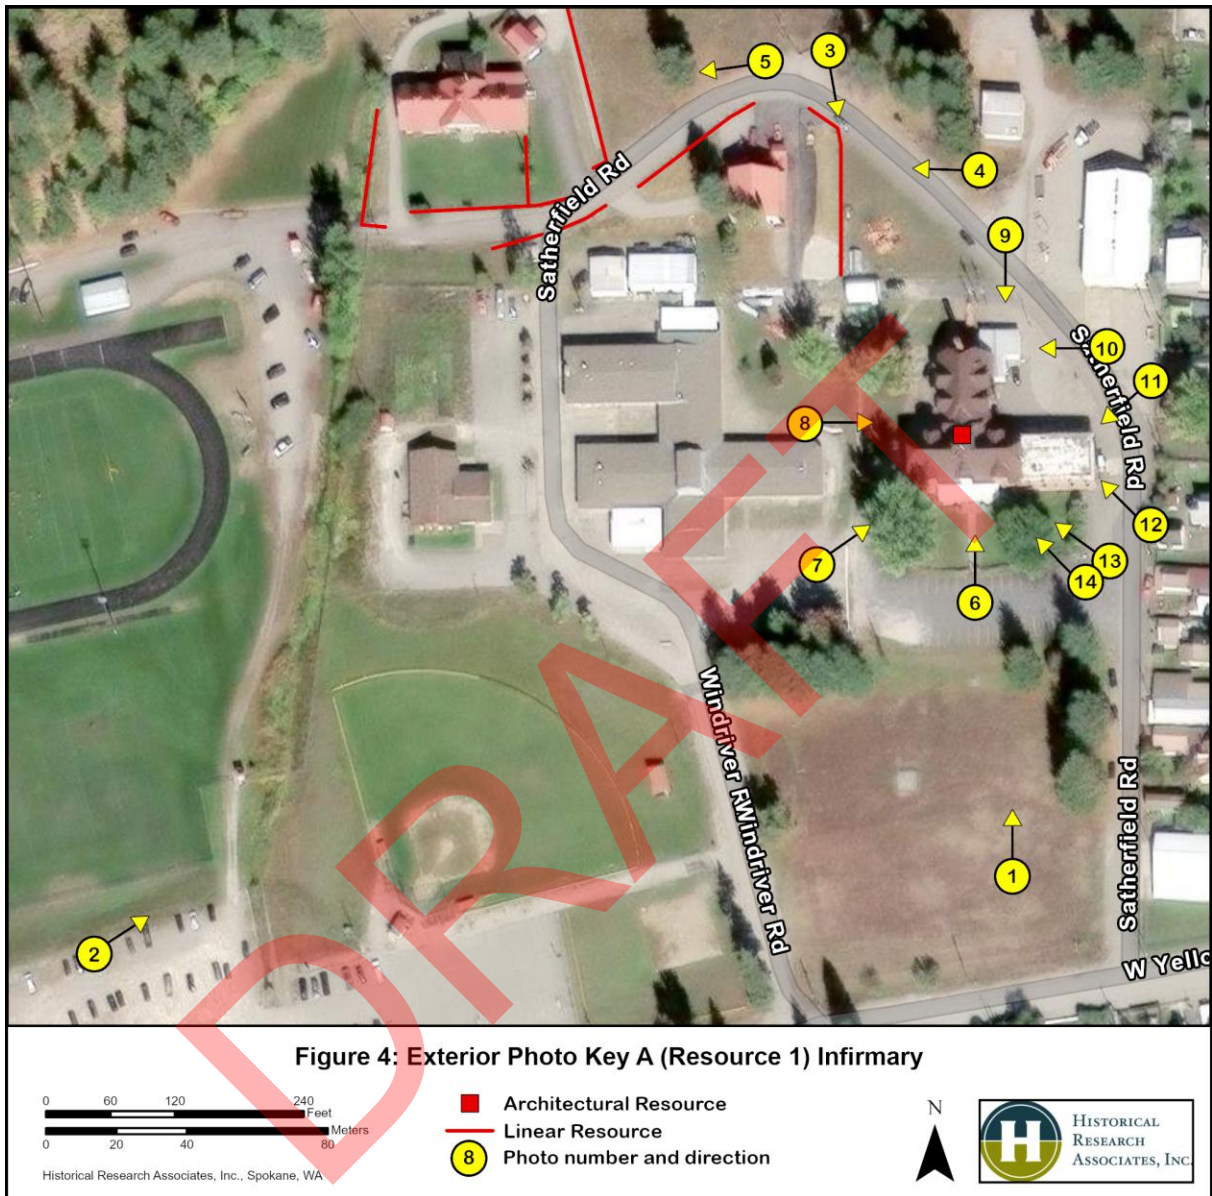 5
3
4
Satherfield Rd
9
10
Satherfield Rd
11
8
12
7
13
14
6
Windriver RWindriver Rd
Satherfield Rd
1
2
W Yello
DRAFT
Figure 4: Exterior Photo Key A (Resource 1) Infirmary
0 60 120 240
Feet
Meters
0 20 40 80
Historical Research Associates, Inc., Spokane, WA
Architectural Resource
Linear Resource
8 Photo number and direction
N
H
HISTORICAL
RESEARCH
ASSOCIATES, INC.